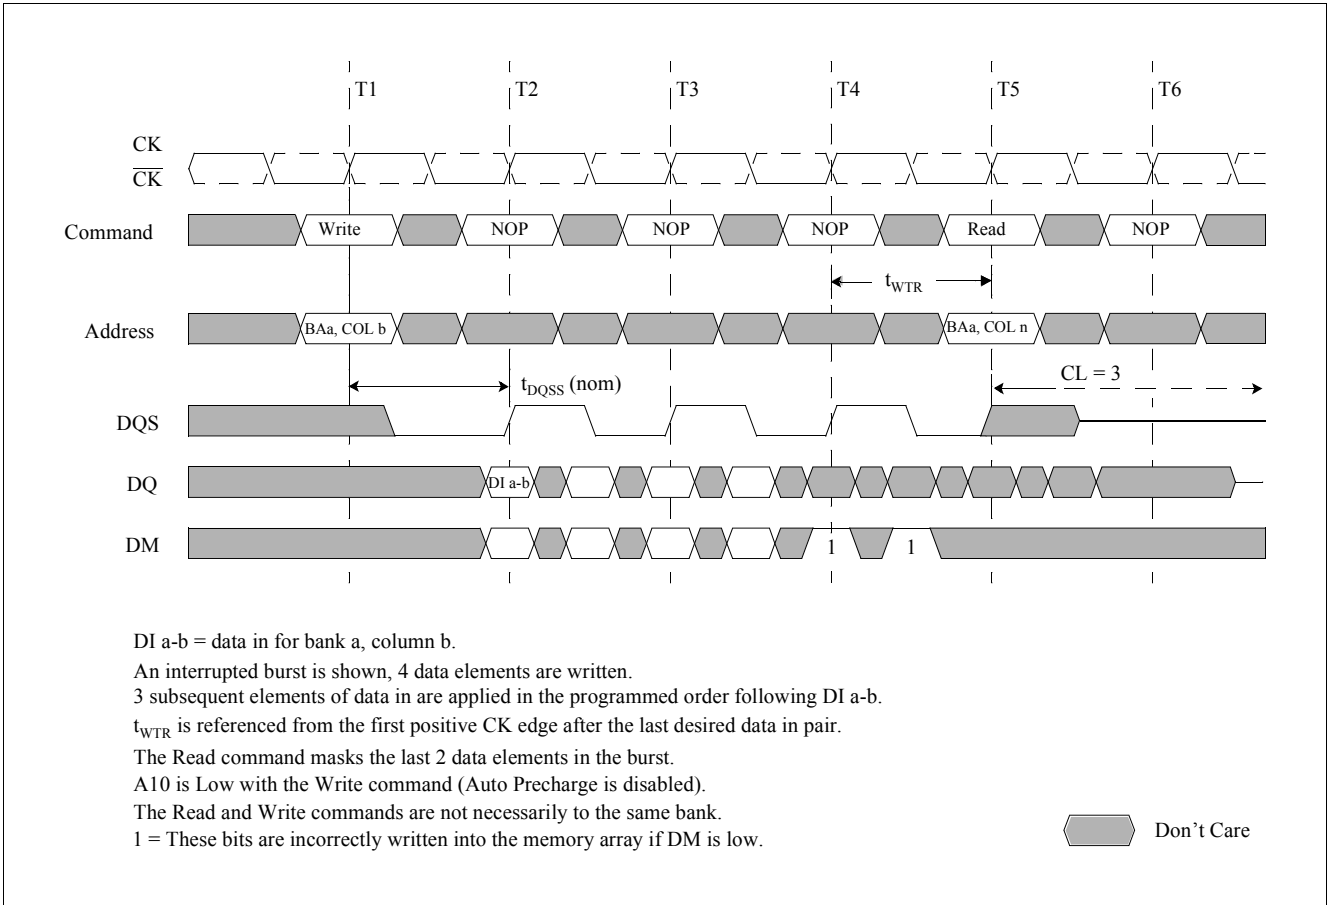 T1 T2 T3 T4 T5 T6
CK
CK
Command Write NOP NOP NOP Read NOP
tWTR
Address BAa, COL b BAa, COL n
tDQSS (nom) CL = 3
DQS
DQ DI a-b
DM 1 1
DI a-b = data in for bank a, column b.
An interrupted burst is shown, 4 data elements are written.
3 subsequent elements of data in are applied in the programmed order following DI a-b.
tWTR is referenced from the first positive CK edge after the last desired data in pair.
The Read command masks the last 2 data elements in the burst.
A10 is Low with the Write command (Auto Precharge is disabled).
The Read and Write commands are not necessarily to the same bank.
1 = These bits are incorrectly written into the memory array if DM is low.
Don’t Care